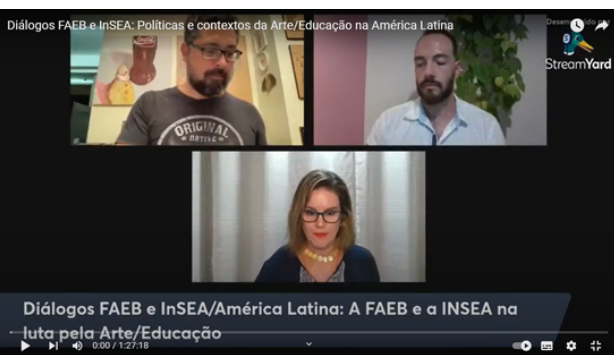 Diálogos FAEB e InSEA: Políticas e contextos da Arte/Educação na América Latina
StreamYard
ORIGINAL
Diálogos FAEB e InSEA/América Latina: A FAEB e a INSEA na
luta pela Arte/Educação
0:00 / 1:27:18